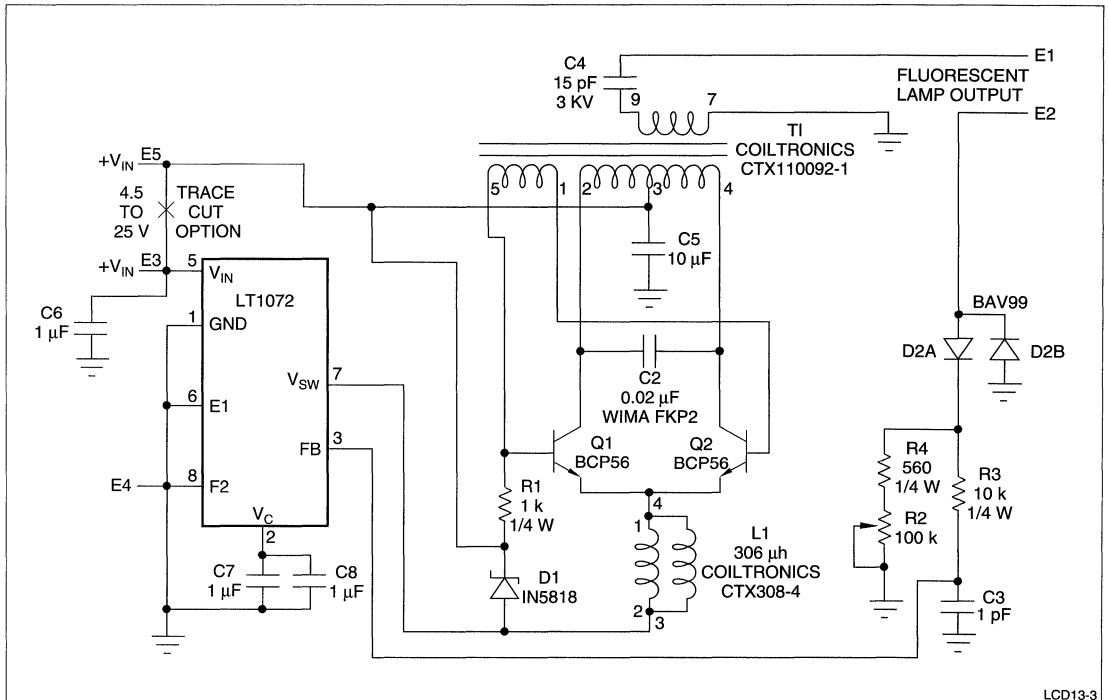 C4
15 pF
3 KV
9
7
E1
FLUORESCENT
LAMP OUTPUT
E2
TI
COILTRONICS
CTX110092-1
5
1
2
3
4
+VIN
E5
4.5
TO
25 V
TRACE
CUT
OPTION
+VIN
E3
5
VIN
LT1072
C6
1 μF
1
GND
VSW
7
6
E1
FB
3
E4
8
F2
VC
2
C7
1 μF
C8
1 μF
C5
10 μF
C2
0.02 μF
WIMA FKP2
Q1
BCP56
Q2
BCP56
R1
1 k
1/4 W
D1
IN5818
4
1
2
3
L1
306 μh
COILTRONICS
CTX308-4
BAV99
D2A
D2B
R4
560
1/4 W
R2
100 k
R3
10 k
1/4 W
C3
1 pF
LCD13-3